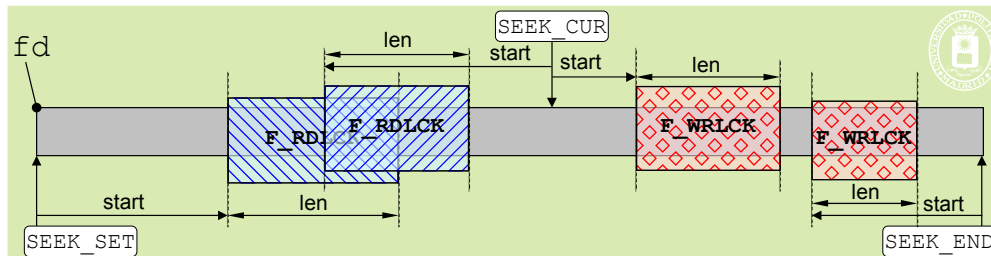 SEEK_CUR
fd
len
start
start
len
F_RDLCK
F_RDLCK
F_WRLCK
F_WRLCK
start
len
len
start
SEEK_SET
SEEK_END